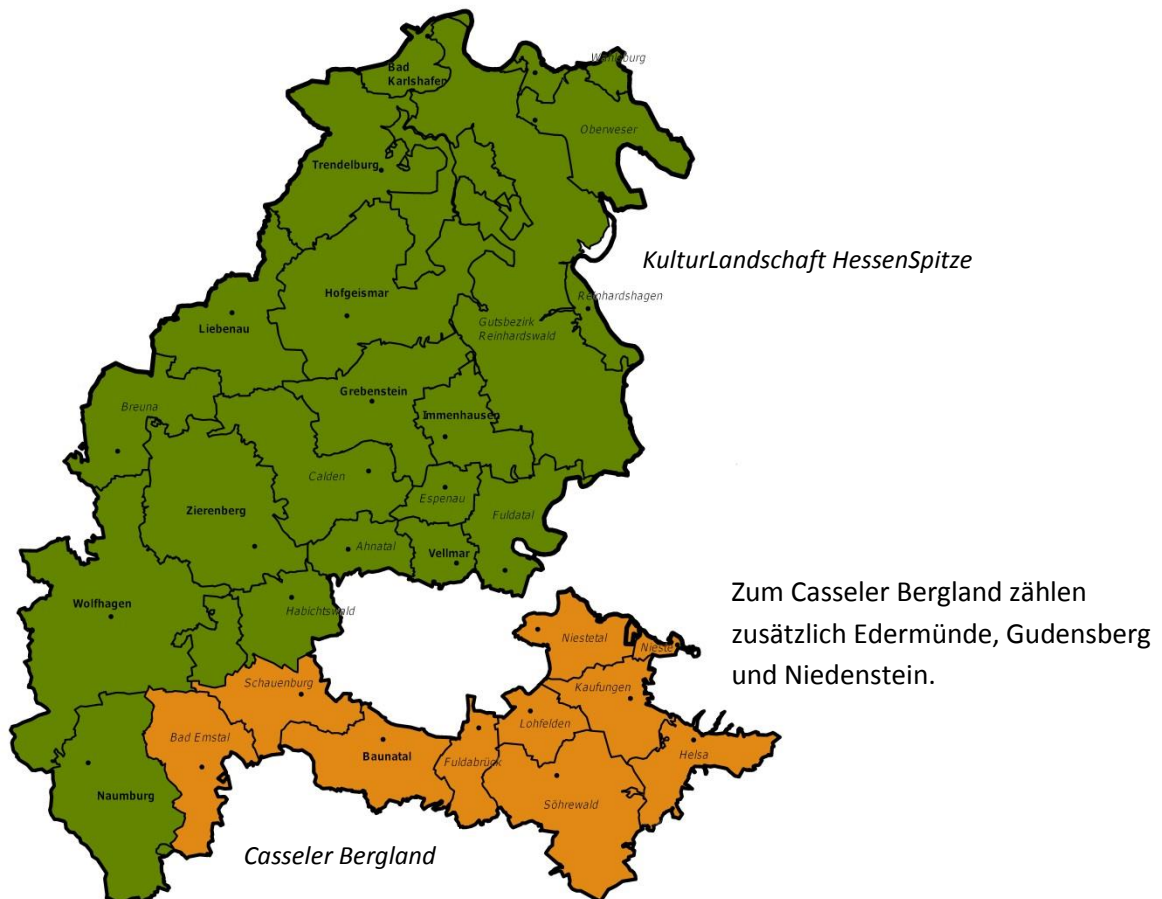 Bad
Karlshafen
Oberweser
Trendelburg
KulturLandschaft HessenSpitze
Reinhardshagen
Hofgeismar
Liebenau
Gutsbezirk
Reinhardswald
Grebenstein
Breuna
Immenhausen
Calden
Espenau
Zierenberg
Fuldatal
Ahnatal
Vellmar
Wolfhagen
Habichtswald
Zum Casseler Bergland zählen
zusätzlich Edermünde, Gudensberg
und Niedenstein.
Niestetal
Nieste
Schauenburg
Kaufungen
Lohfelden
Bad Emstal
Baunatal
Fuldabrück
Helsa
Naumburg
Söhrewald
Casseler Bergland